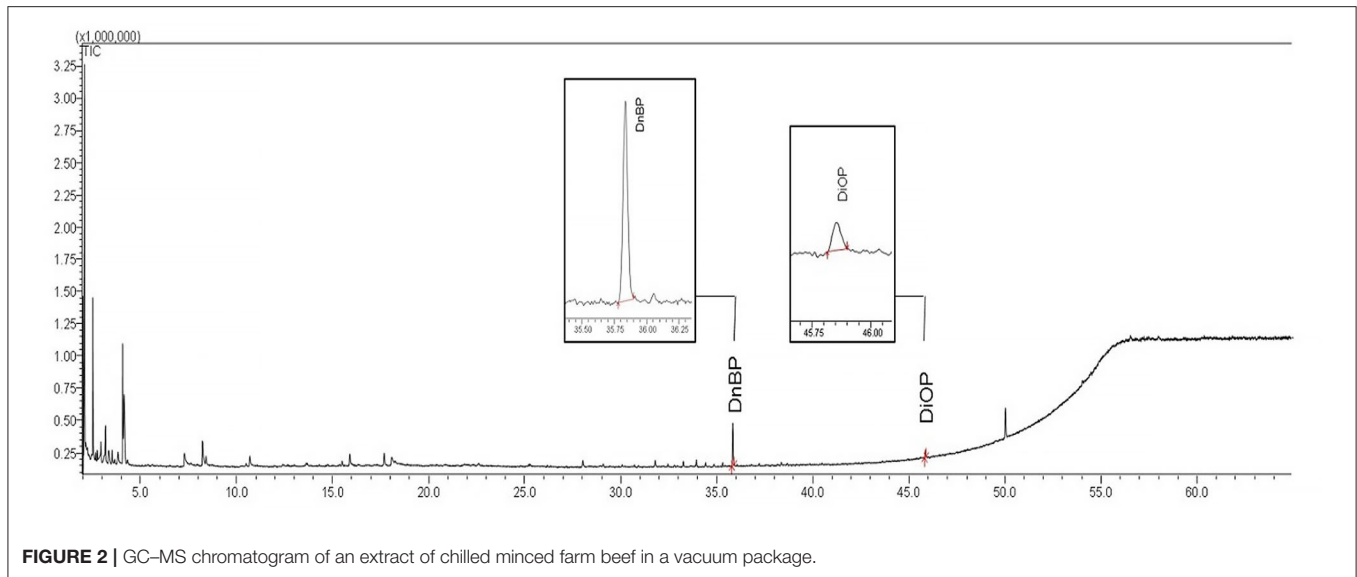 (x1,000,000)
TIC
3.25
3.00
2.75
2.50
2.25
2.00
1.75
1.50
1.25
1.00
0.75
0.50
0.25
DnBP
35.50 35.75 36.00 36.25
DiOP
45.75 46.00
DnBP
DiOP
5.0 10.0 15.0 20.0 25.0 30.0 35.0 40.0 45.0 50.0 55.0 60.0
FIGURE 2 | GC–MS chromatogram of an extract of chilled minced farm beef in a vacuum package.